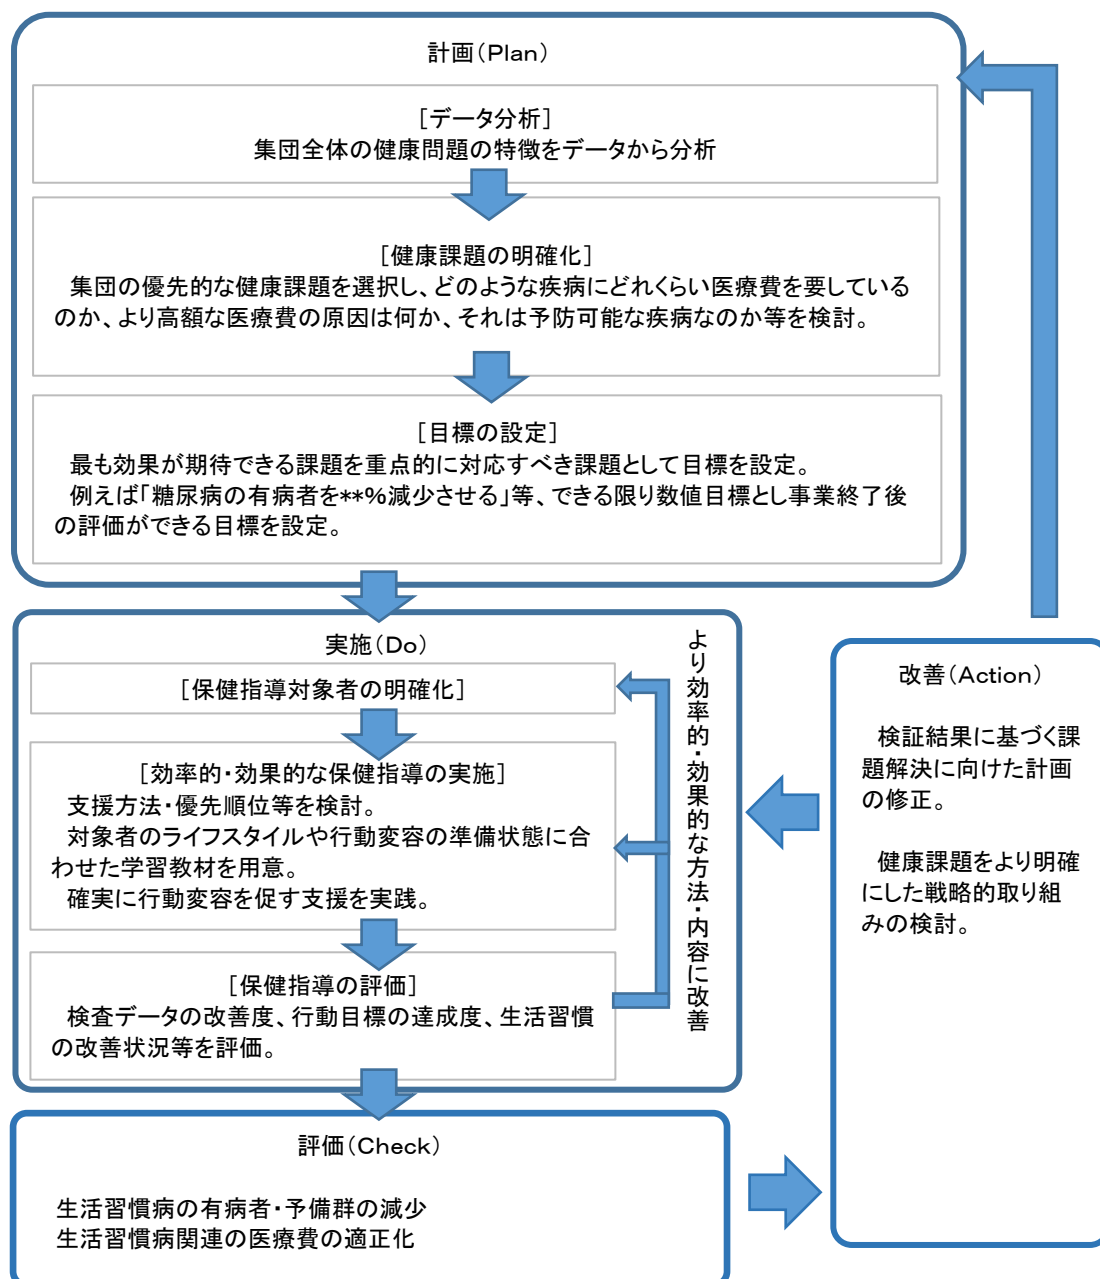 計画(Plan)
[データ分析]
集団全体の健康問題の特徴をデータから分析
[健康課題の明確化]
集団の優先的な健康課題を選択し、どのような疾病にどれくらい医療費を要している
のか、より高額な医療費の原因は何か、それは予防可能な疾病なのか等を検討。
[目標の設定]
最も効果が期待できる課題を重点的に対応すべき課題として目標を設定。
例えば「糖尿病の有病者を**%減少させる」等、できる限り数値目標とし事業終了後
の評価ができる目標を設定。
実施(Do)
[保健指導対象者の明確化]
[効率的・効果的な保健指導の実施]
支援方法・優先順位等を検討。
対象者のライフスタイルや行動変容の準備状態に合
わせた学習教材を用意。
確実に行動変容を促す支援を実践。
[保健指導の評価]
検査データの改善度、行動目標の達成度、生活習慣
の改善状況等を評価。
より効率的・効果的な方法・内容に改善
評価(Check)
生活習慣病の有病者・予備群の減少
生活習慣病関連の医療費の適正化
改善(Action)
検証結果に基づく課
題解決に向けた計画
の修正。
健康課題をより明確
にした戦略的取り組
みの検討。